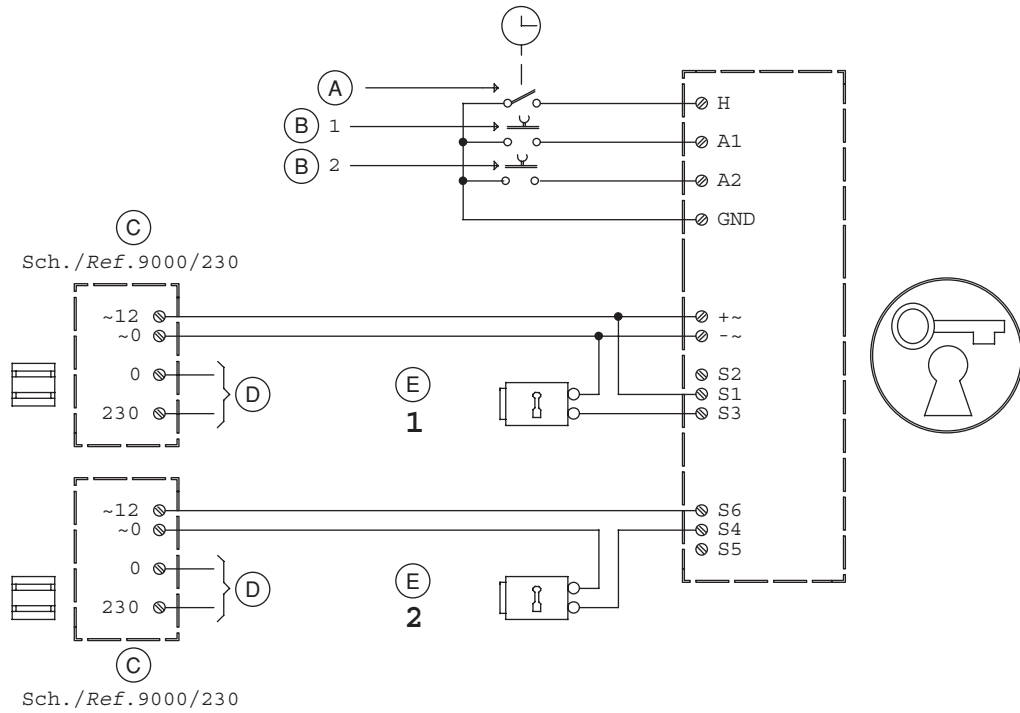 A
H
B 1
A1
B 2
A2
GND
C
Sch./Ref.9000/230
~12
+~
~0
-~
0
S2
D
E
S1
230
1
S3
~12
S6
~0
S4
S5
0
E
D
230
2
C
Sch./Ref.9000/230